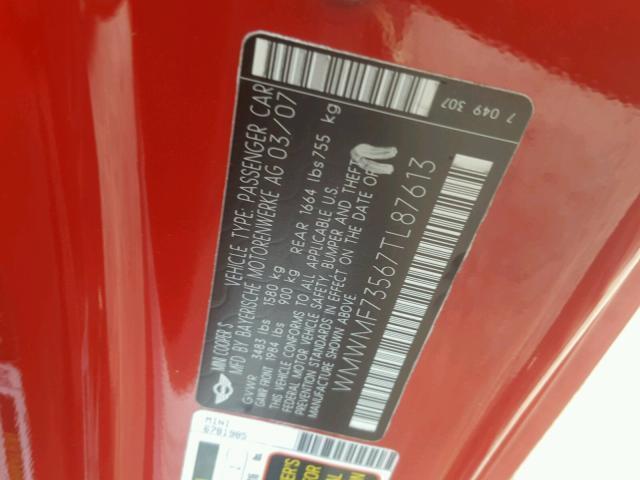 MINI COOPER S
VEHICLE TYPE: PASSENGER CAR
MFD BY BAYERISCHE MOTORENWERKE AG 03/07
GVWR 3483 lbs 1580 kg
GAWR FRONT 1984 lbs 900 kg REAR 1664 lbs 755 kg
THIS VEHICLE CONFORMS TO ALL APPLICABLE U.S.
FEDERAL MOTOR VEHICLE SAFETY, BUMPER AND THEFT
PREVENTION STANDARDS IN EFFECT ON THE DATE OF
MANUFACTURE SHOWN ABOVE
WMWMF73567TL87613
7 049 307
MINI
6781985